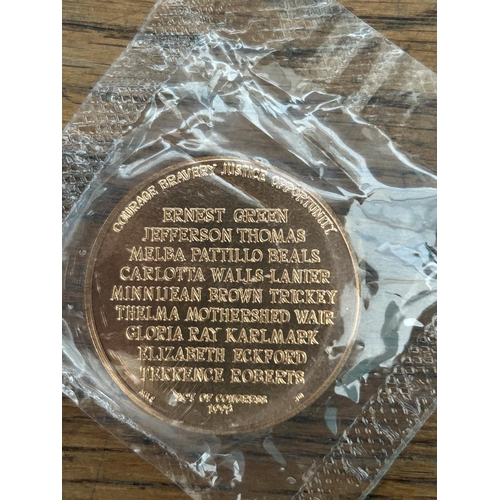 COURAGE BRAVERY JUSTICE OPPORTUNITY
ERNEST GREEN
JEFFERSON THOMAS
MELBA PATTILLO BEALS
CARLOTTA WALLS-LANIER
MINNIJEAN BROWN TRICKEY
THELMA MOTHERSHED WAIR
GLORIA RAY KARLMARK
ELIZABETH ECKFORD
TERRENCE ROBERTS
ACT OF CONGRESS